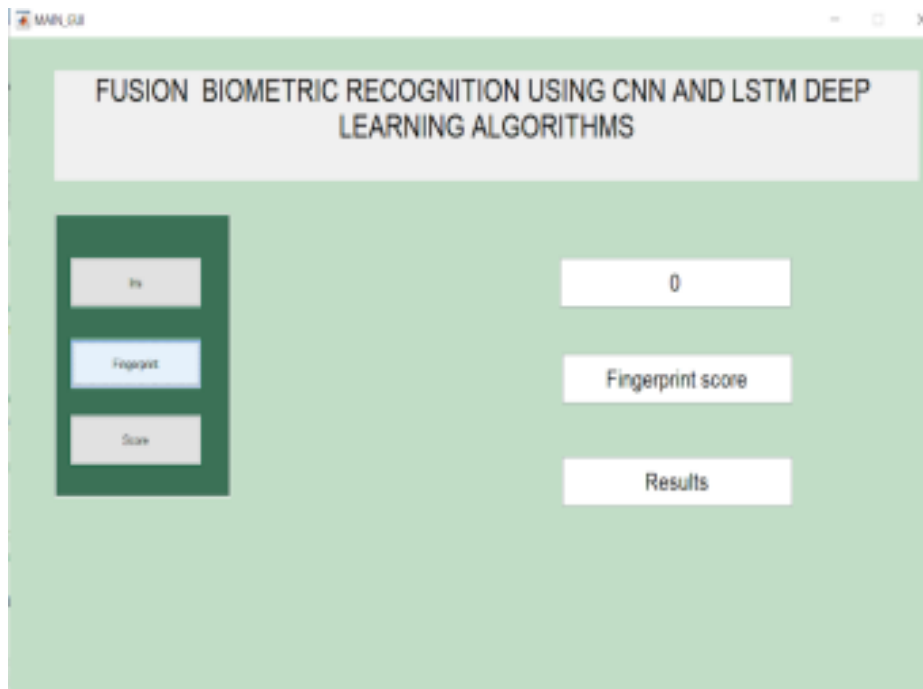 MAIN_GUI
FUSION BIOMETRIC RECOGNITION USING CNN AND LSTM DEEP
LEARNING ALGORITHMS
Iris
0
Fingerprint
Fingerprint score
Score
Results